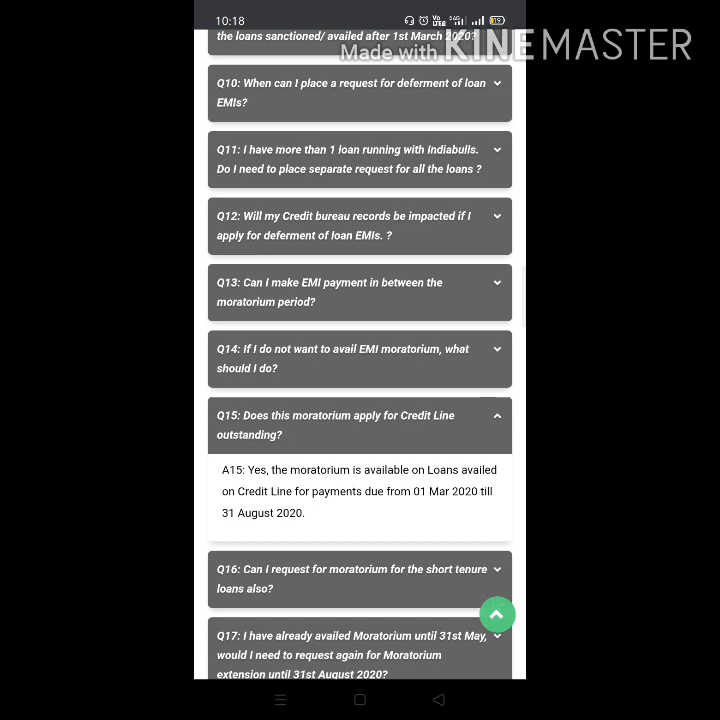 10:18
the loans sanctioned/ availed after 1st March 2020?
Made with KINEMASTER
Q10: When can I place a request for deferment of loan
EMIs?
Q11: I have more than 1 loan running with Indiabulls.
Do I need to place separate request for all the loans ?
Q12: Will my Credit bureau records be impacted if I
apply for deferment of loan EMIs. ?
Q13: Can I make EMI payment in between the
moratorium period?
Q14: If I do not want to avail EMI moratorium, what
should I do?
Q15: Does this moratorium apply for Credit Line
outstanding?
A15: Yes, the moratorium is available on Loans availed
on Credit Line for payments due from 01 Mar 2020 till
31 August 2020.
Q16: Can I request for moratorium for the short tenure
loans also?
Q17: I have already availed Moratorium until 31st May,
would I need to request again for Moratorium
extension until 31st August 2020?